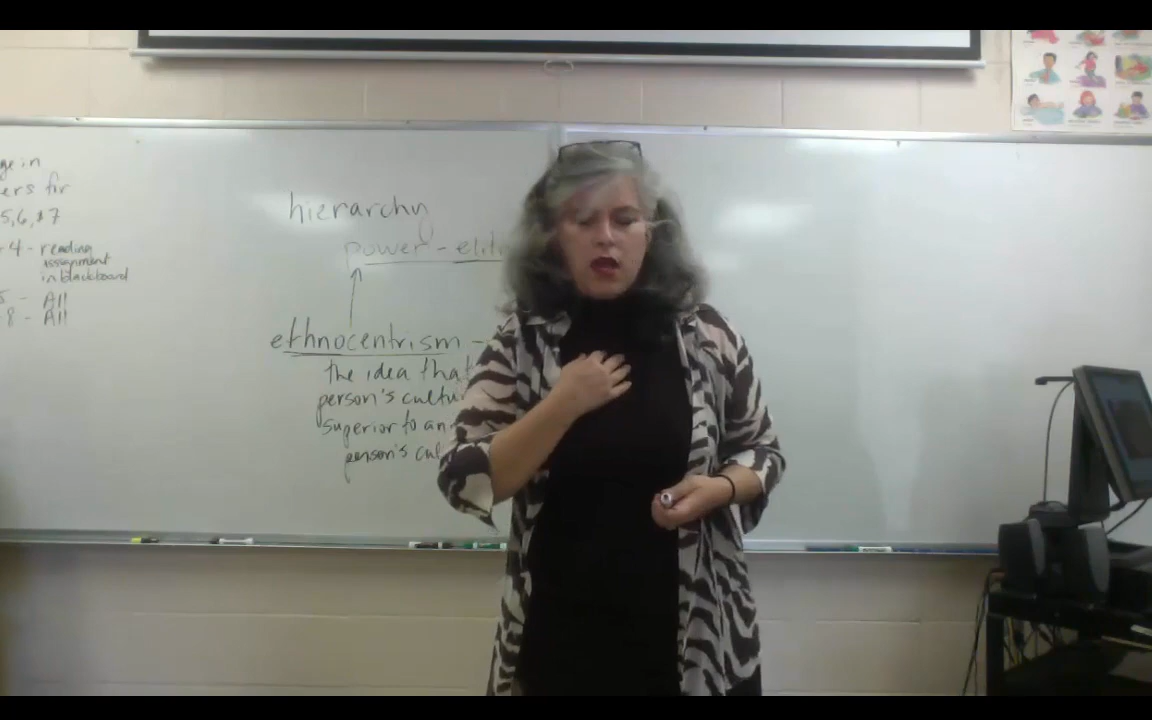 ge in
ers for
5, 6, & 7
4 - reading
assignment
in blackboard
5 - All
8 - All
hierarchy
power - elit
ethnocentrism -
the idea that
person's cultu
superior to an
person's cul